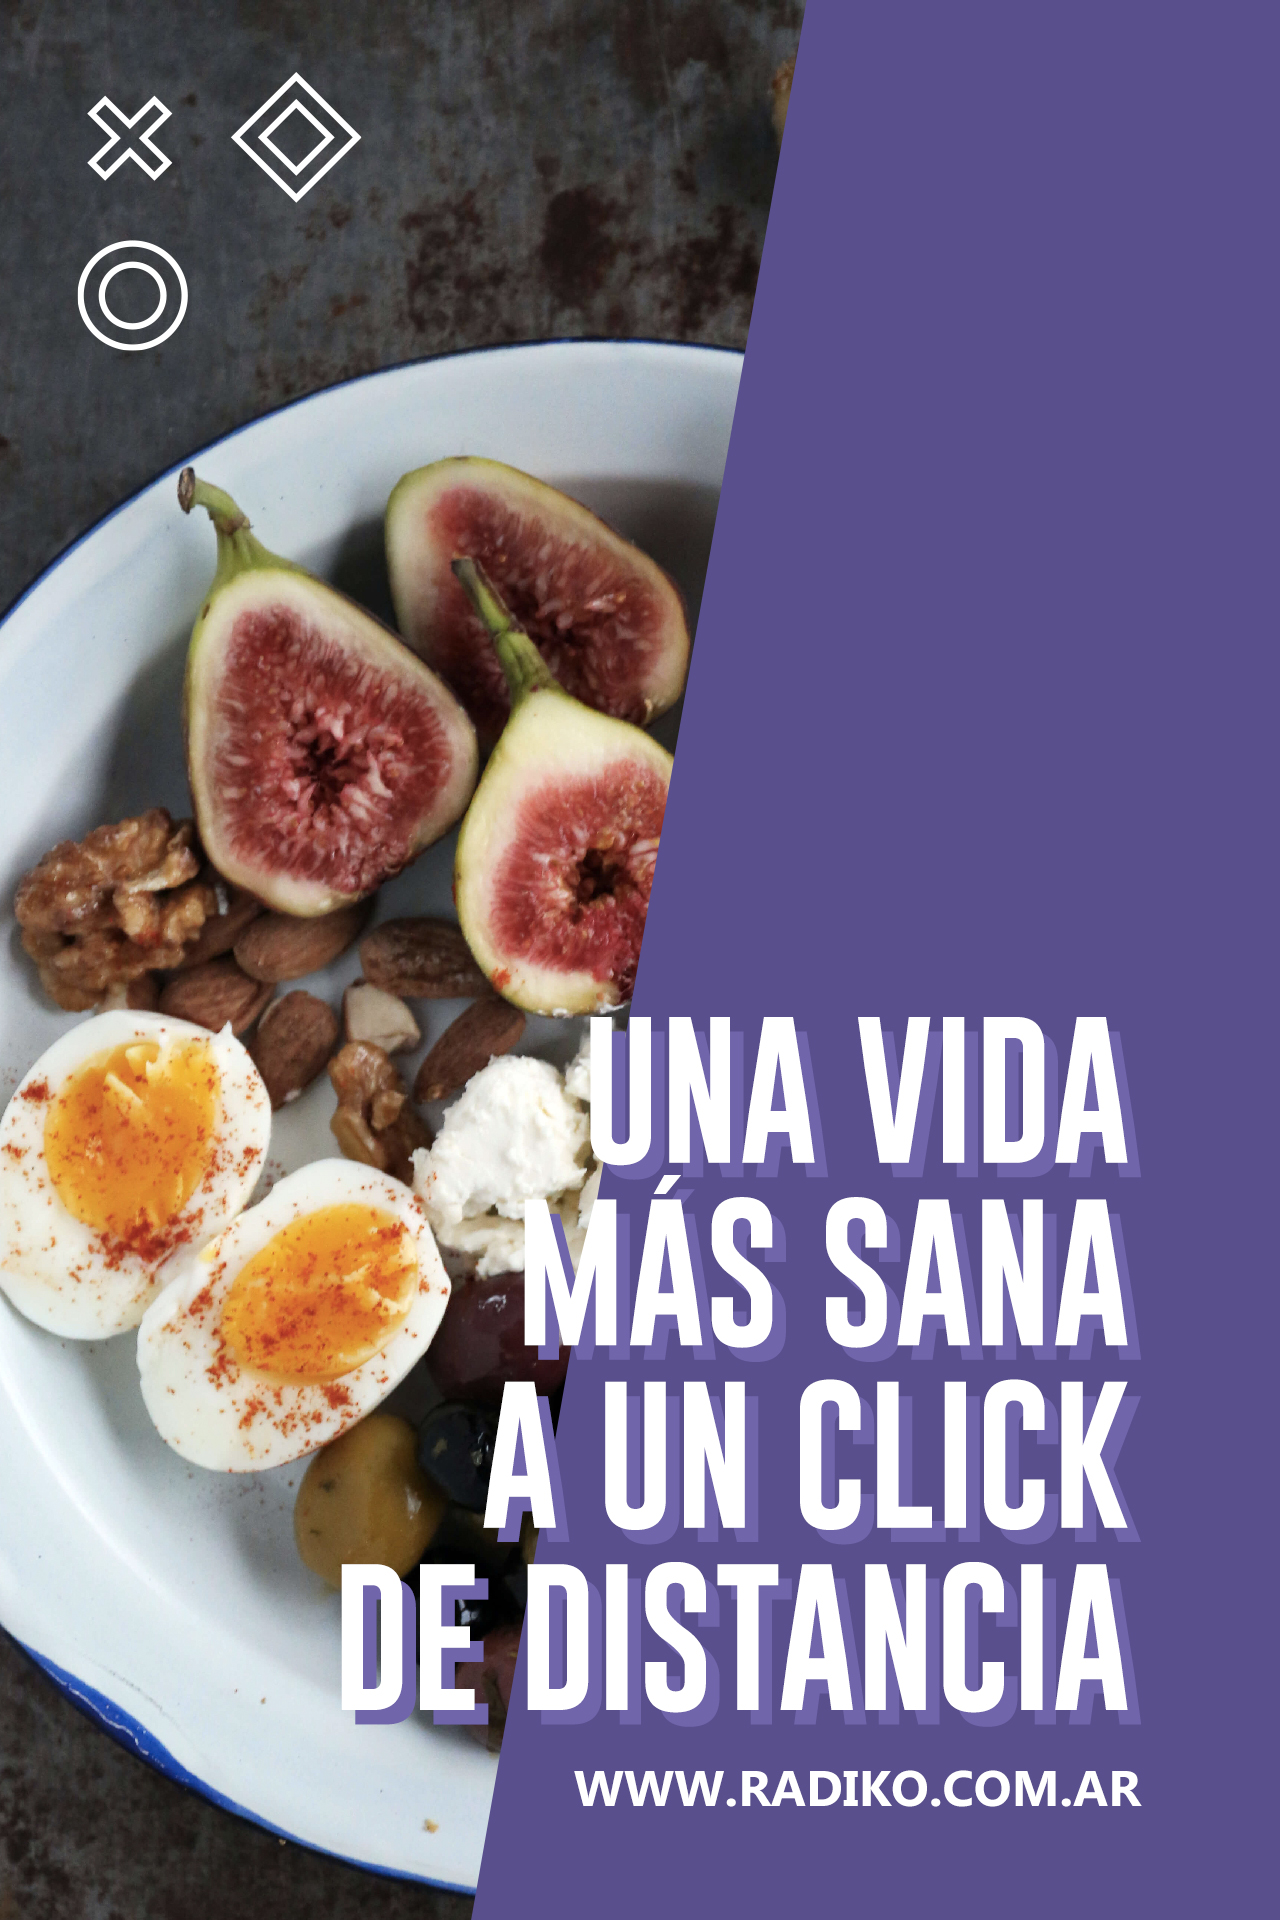 UNA VIDA
MÁS SANA
A UN CLICK
DE DISTANCIA
WWW.RADIKO.COM.AR